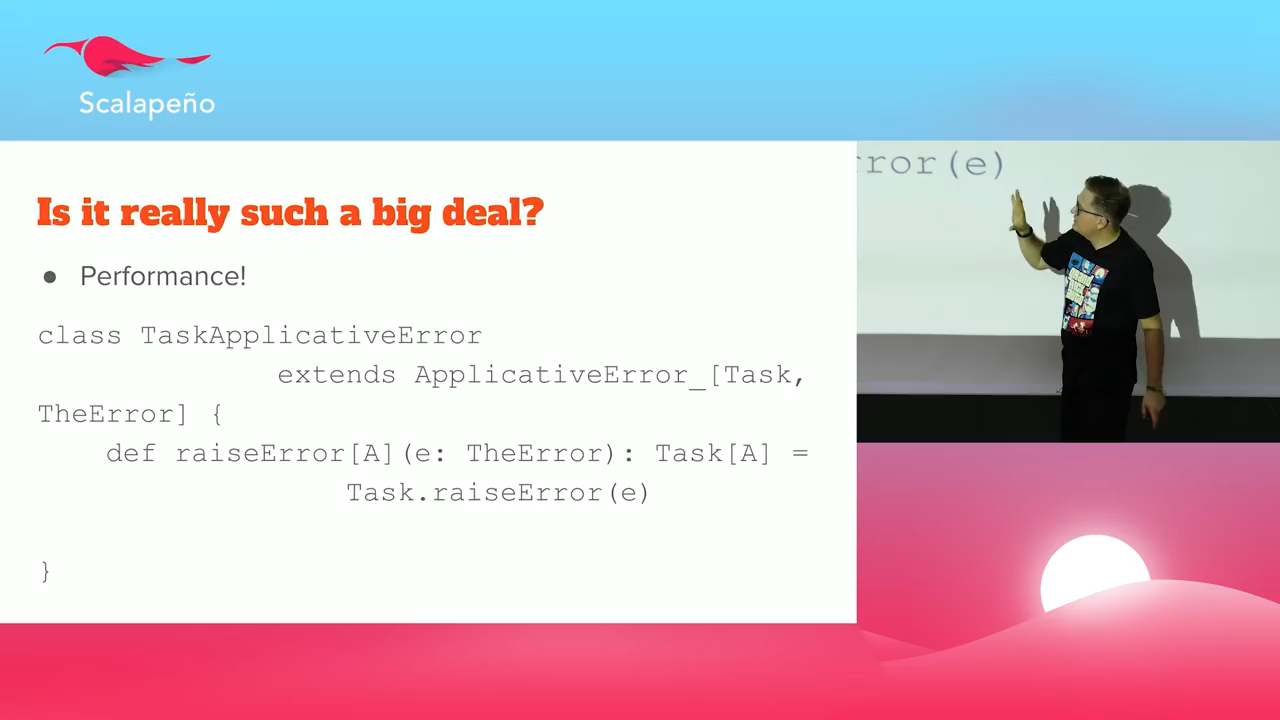 Scalapeño
Is it really such a big deal?
● Performance!
class TaskApplicativeError
extends ApplicativeError_[Task,
TheError] {
def raiseError[A](e: TheError): Task[A] =
Task.raiseError(e)
}
rror(e)